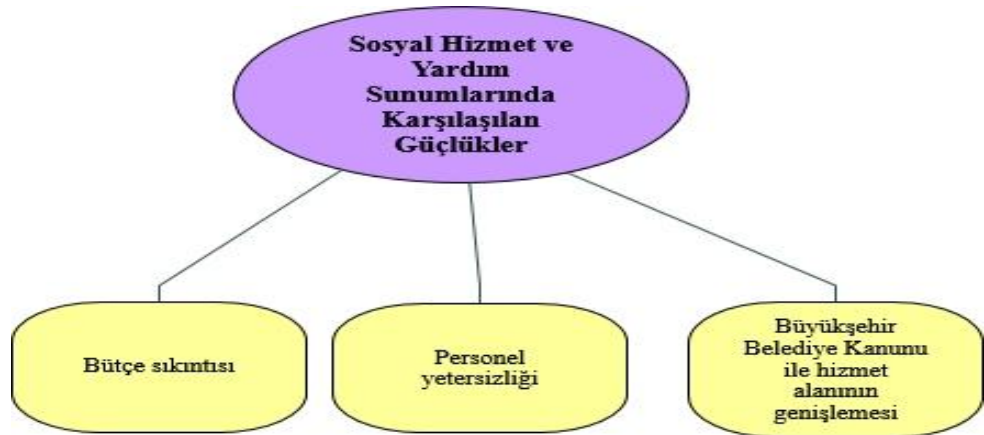 Sosyal Hizmet ve
Yardım
Sunumlarında
Karşılaşılan
Güçlükler
Bütçe sıkıntısı
Personel
yetersizliği
Büyükşehir
Belediye Kanunu
ile hizmet
alanının
genişlemesi